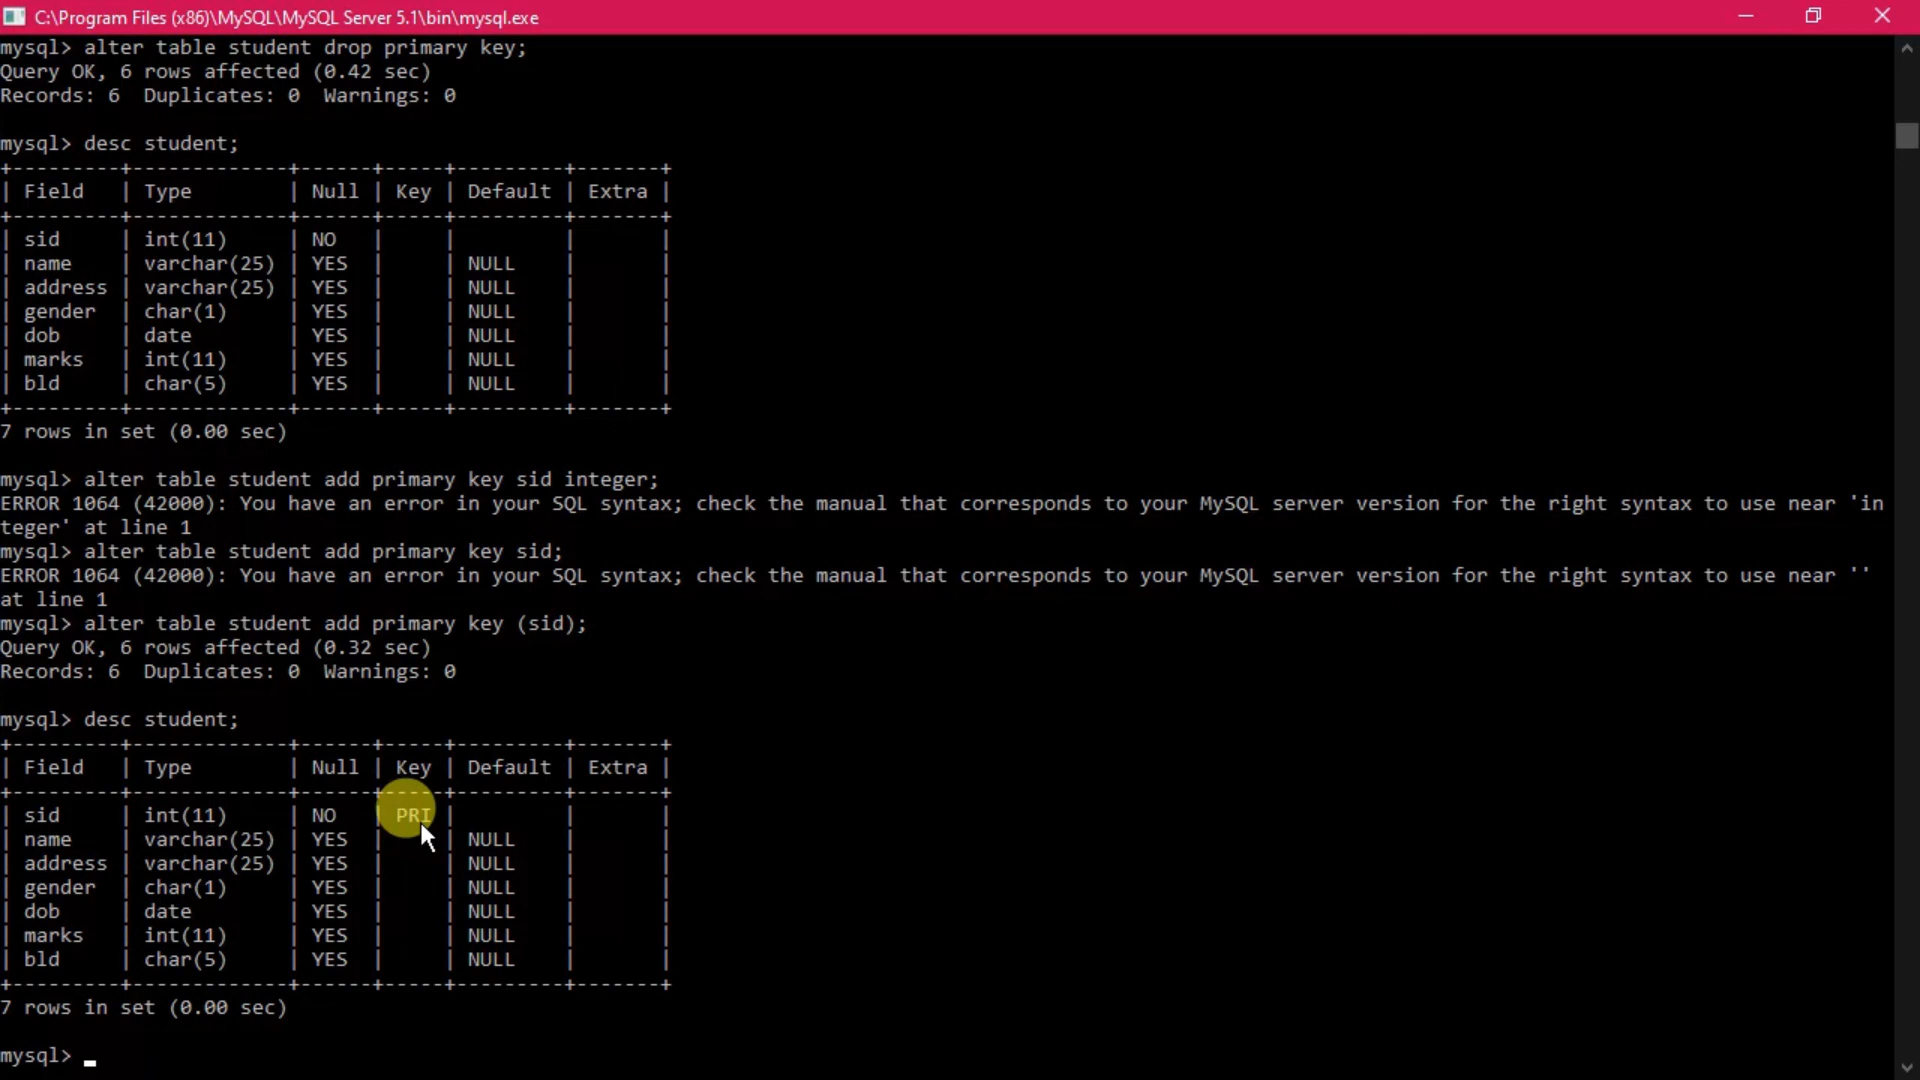 C:\Program Files (x86)\MySQL\MySQL Server 5.1\bin\mysql.exe
mysql> alter table student drop primary key;
Query OK, 6 rows affected (0.42 sec)
Records: 6  Duplicates: 0  Warnings: 0
mysql> desc student;
+---------+-------------+------+-----+---------+-------+
| Field   | Type        | Null | Key | Default | Extra |
+---------+-------------+------+-----+---------+-------+
| sid     | int(11)     | NO   |     |         |       |
| name    | varchar(25) | YES  |     | NULL    |       |
| address | varchar(25) | YES  |     | NULL    |       |
| gender  | char(1)     | YES  |     | NULL    |       |
| dob     | date        | YES  |     | NULL    |       |
| marks   | int(11)     | YES  |     | NULL    |       |
| bld     | char(5)     | YES  |     | NULL    |       |
+---------+-------------+------+-----+---------+-------+
7 rows in set (0.00 sec)
mysql> alter table student add primary key sid integer;
ERROR 1064 (42000): You have an error in your SQL syntax; check the manual that corresponds to your MySQL server version for the right syntax to use near 'in
teger' at line 1
mysql> alter table student add primary key sid;
ERROR 1064 (42000): You have an error in your SQL syntax; check the manual that corresponds to your MySQL server version for the right syntax to use near ''
at line 1
mysql> alter table student add primary key (sid);
Query OK, 6 rows affected (0.32 sec)
Records: 6  Duplicates: 0  Warnings: 0
mysql> desc student;
+---------+-------------+------+-----+---------+-------+
| Field   | Type        | Null | Key | Default | Extra |
+---------+-------------+------+-----+---------+-------+
| sid     | int(11)     | NO   | PRI |         |       |
| name    | varchar(25) | YES  |     | NULL    |       |
| address | varchar(25) | YES  |     | NULL    |       |
| gender  | char(1)     | YES  |     | NULL    |       |
| dob     | date        | YES  |     | NULL    |       |
| marks   | int(11)     | YES  |     | NULL    |       |
| bld     | char(5)     | YES  |     | NULL    |       |
+---------+-------------+------+-----+---------+-------+
7 rows in set (0.00 sec)
mysql> _